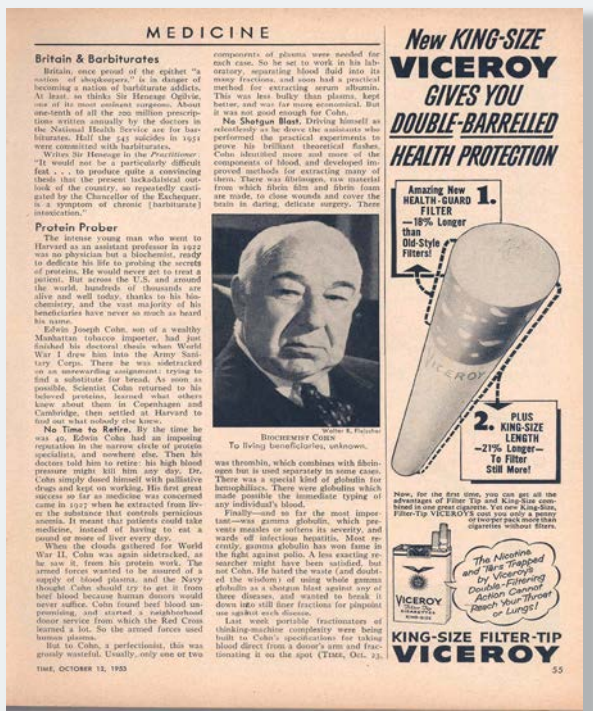 MEDICINE
Britain & Barbiturates
Britain, once proud of the epithet "a
nation of shopkeepers," is in danger of
becoming a nation of barbiturate addicts.
At least, so thinks Sir Heneage Ogilvie,
one of its most eminent surgeons. About
one-tenth of all the 200 million prescrip-
tions written annually by the doctors in
the National Health Service are for bar-
biturates. Half the 545 suicides in 1951
were committed with barbiturates.
Writes Sir Heneage in the Practitioner:
"It would not be a particularly difficult
feat . . . to produce quite a convincing
thesis that the present lackadaisical out-
look of the country, so repeatedly casti-
gated by the Chancellor of the Exchequer,
is a symptom of chronic [barbiturate]
intoxication."
Protein Prober
The intense young man who went to
Harvard as an assistant professor in 1922
was no physician but a biochemist, ready
to dedicate his life to probing the secrets
of proteins. He would never get to treat a
patient. But across the U.S. and around
the world, hundreds of thousands are
alive and well today, thanks to his bio-
chemistry, and the vast majority of his
beneficiaries have never so much as heard
his name.
Edwin Joseph Cohn, son of a wealthy
Manhattan tobacco importer, had just
finished his doctoral thesis when World
War I drew him into the Army Sani-
tary Corps. There he was sidetracked
on an unrewarding assignment: trying to
find a substitute for bread. As soon as
possible, Scientist Cohn returned to his
beloved proteins, learned what others
knew about them in Copenhagen and
Cambridge, then settled at Harvard to
find out what nobody else knew.
No Time to Retire. By the time he
was 40, Edwin Cohn had an imposing
reputation in the narrow circle of protein
specialists, and nowhere else. Then his
doctors told him to retire: his high blood
pressure might kill him any day. Dr.
Cohn simply dosed himself with palliative
drugs and kept on working. His first great
success so far as medicine was concerned
came in 1927 when he extracted from liv-
er the substance that controls pernicious
anemia. It meant that patients could take
medicine, instead of having to eat a
pound or more of liver every day.
When the clouds gathered for World
War II, Cohn was again sidetracked, as
he saw it, from his protein work. The
armed forces wanted to be assured of a
supply of blood plasma, and the Navy
thought Cohn should try to get it from
beef blood because human donors would
never suffice. Cohn found beef blood un-
promising, and started a neighborhood
donor service from which the Red Cross
learned a lot. So the armed forces used
human plasma.
But to Cohn, a perfectionist, this was
grossly wasteful. Usually, only one or two
components of plasma were needed for
each case. So he set to work in his lab-
oratory, separating blood fluid into its
many fractions, and soon had a practical
method for extracting serum albumin.
This was less bulky than plasma, kept
better, and was far more economical. But
it was not good enough for Cohn.
No Shotgun Blast. Driving himself as
relentlessly as he drove the assistants who
performed the practical experiments to
prove his brilliant theoretical flashes,
Cohn identified more and more of the
components of blood, and developed im-
proved methods for extracting many of
them. There was fibrinogen, raw material
from which fibrin film and fibrin foam
are made, to close wounds and cover the
brain in daring, delicate surgery. There
Walter R. Fleischer
BIOCHEMIST COHN
To living beneficiaries, unknown.
was thrombin, which combines with fibrin-
ogen but is used separately in some cases.
There was a special kind of globulin for
hemophiliacs. There were globulins which
made possible the immediate typing of
any individual's blood.
Finally—and so far the most impor-
tant—was gamma globulin, which pre-
vents measles or softens its severity, and
wards off infectious hepatitis. Most re-
cently, gamma globulin has won fame in
the fight against polio. A less exacting re-
searcher might have been satisfied, but
not Cohn. He hated the waste (and doubt-
ed the wisdom) of using whole gamma
globulin as a shotgun blast against any of
three diseases, and wanted to break it
down into still finer fractions for pinpoint
use against each disease.
Last week portable fractionators of
thinking-machine complexity were being
built to Cohn's specifications for taking
blood direct from a donor's arm and frac-
tionating it on the spot (TIME, Oct. 23,
New KING-SIZE
VICEROY
GIVES YOU
DOUBLE-BARRELLED
HEALTH PROTECTION
Amazing New
HEALTH-GUARD
FILTER
—18% Longer
than
Old-Style
Filters!
1.
VICEROY
2. PLUS
KING-SIZE
LENGTH
—21% Longer—
To Filter
Still More!
Now, for the first time, you can get all the
advantages of Filter Tip and King-Size com-
bined in one great cigarette. Yet new King-Size,
Filter-Tip VICEROYS cost you only a penny
or two per pack more than
cigarettes without filters.
VICEROY
Filter Tip
CIGARETTES
KING-SIZE
The Nicotine
and Tars Trapped
by Viceroy's
Double-Filtering
Action Cannot
Reach Your Throat
or Lungs!
KING-SIZE FILTER-TIP
VICEROY
TIME, OCTOBER 12, 1953
55